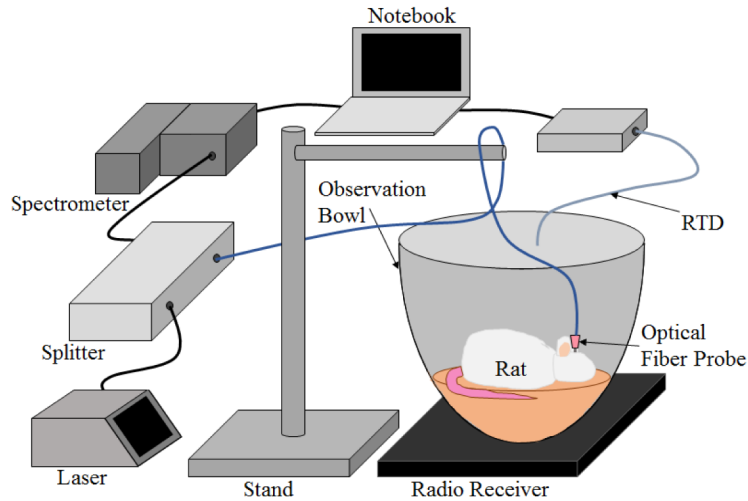 Notebook
Spectrometer
Observation
Bowl
RTD
Splitter
Optical
Fiber Probe
Rat
Laser
Stand
Radio Receiver